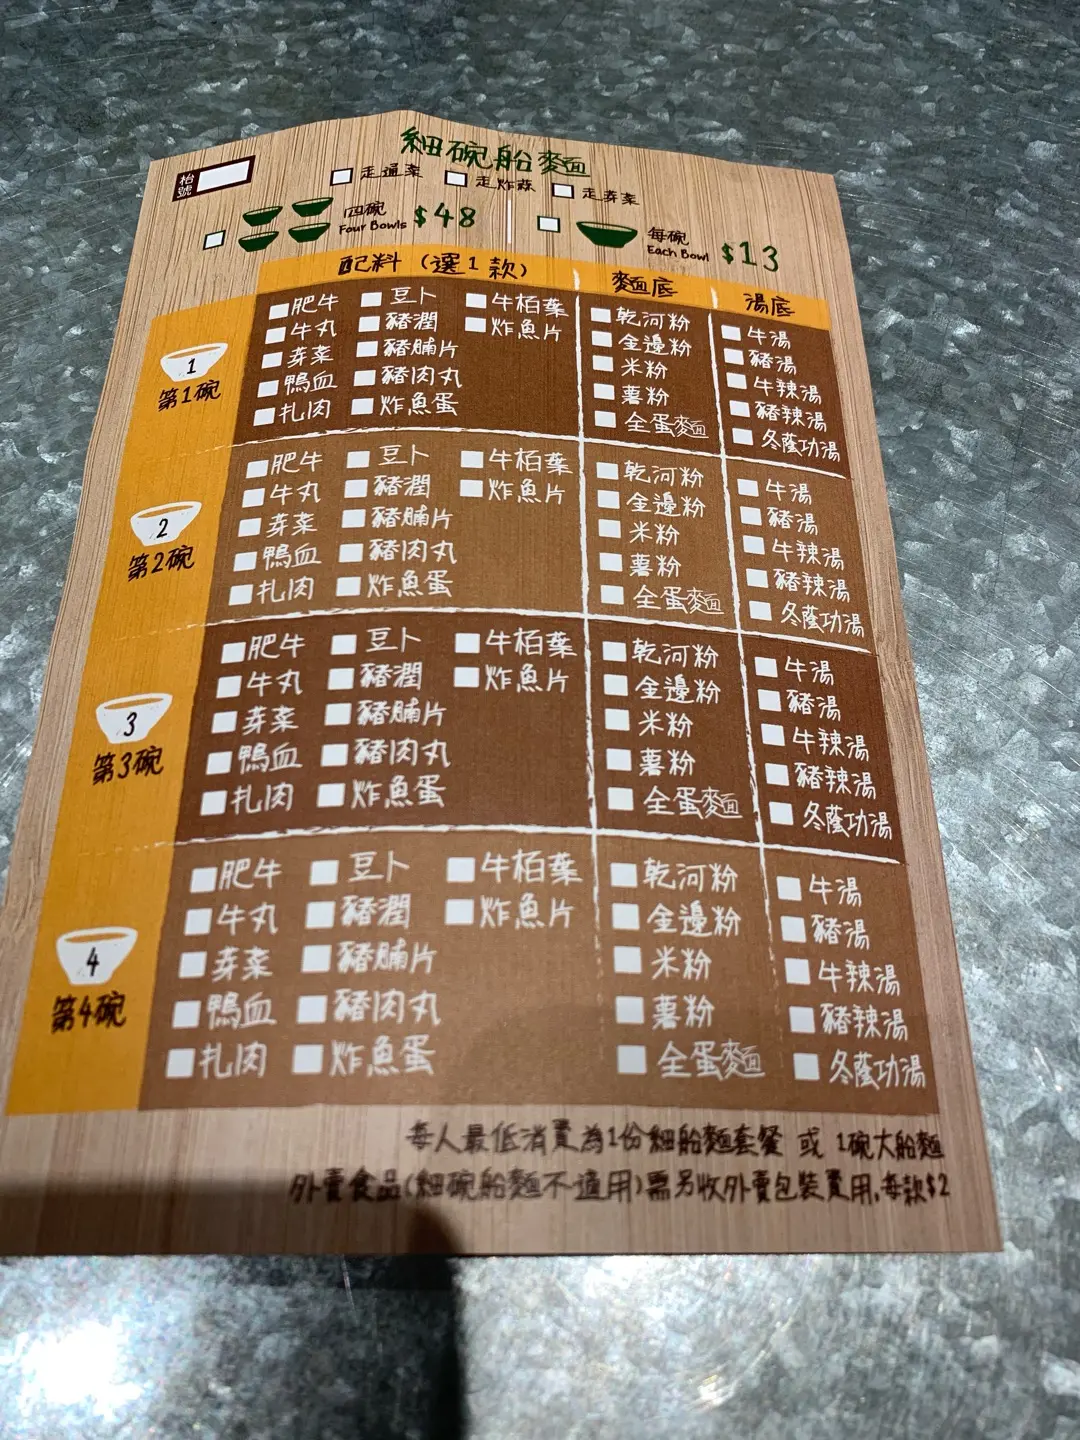 細碗船麵
枱號
走通菜 走炸蒜 走芽菜
四碗 Four Bowls $48 每碗 Each Bowl $13
配料 (選1款) 麵底 湯底
1 第1碗
肥牛 豆卜 牛栢葉 乾河粉 牛湯
牛丸 豬潤 炸魚片 金邊粉 豬湯
芽菜 豬腩片 米粉 牛辣湯
鴨血 豬肉丸 薯粉 豬辣湯
扎肉 炸魚蛋 全蛋麵 冬蔭功湯
2 第2碗
肥牛 豆卜 牛栢葉 乾河粉 牛湯
牛丸 豬潤 炸魚片 金邊粉 豬湯
芽菜 豬腩片 米粉 牛辣湯
鴨血 豬肉丸 薯粉 豬辣湯
扎肉 炸魚蛋 全蛋麵 冬蔭功湯
3 第3碗
肥牛 豆卜 牛栢葉 乾河粉 牛湯
牛丸 豬潤 炸魚片 金邊粉 豬湯
芽菜 豬腩片 米粉 牛辣湯
鴨血 豬肉丸 薯粉 豬辣湯
扎肉 炸魚蛋 全蛋麵 冬蔭功湯
4 第4碗
肥牛 豆卜 牛栢葉 乾河粉 牛湯
牛丸 豬潤 炸魚片 金邊粉 豬湯
芽菜 豬腩片 米粉 牛辣湯
鴨血 豬肉丸 薯粉 豬辣湯
扎肉 炸魚蛋 全蛋麵 冬蔭功湯
每人最低消費為1份細船麵套餐 或 1碗大船麵
外賣食品(細碗船麵不適用)需另收外賣包裝費用,每款$2